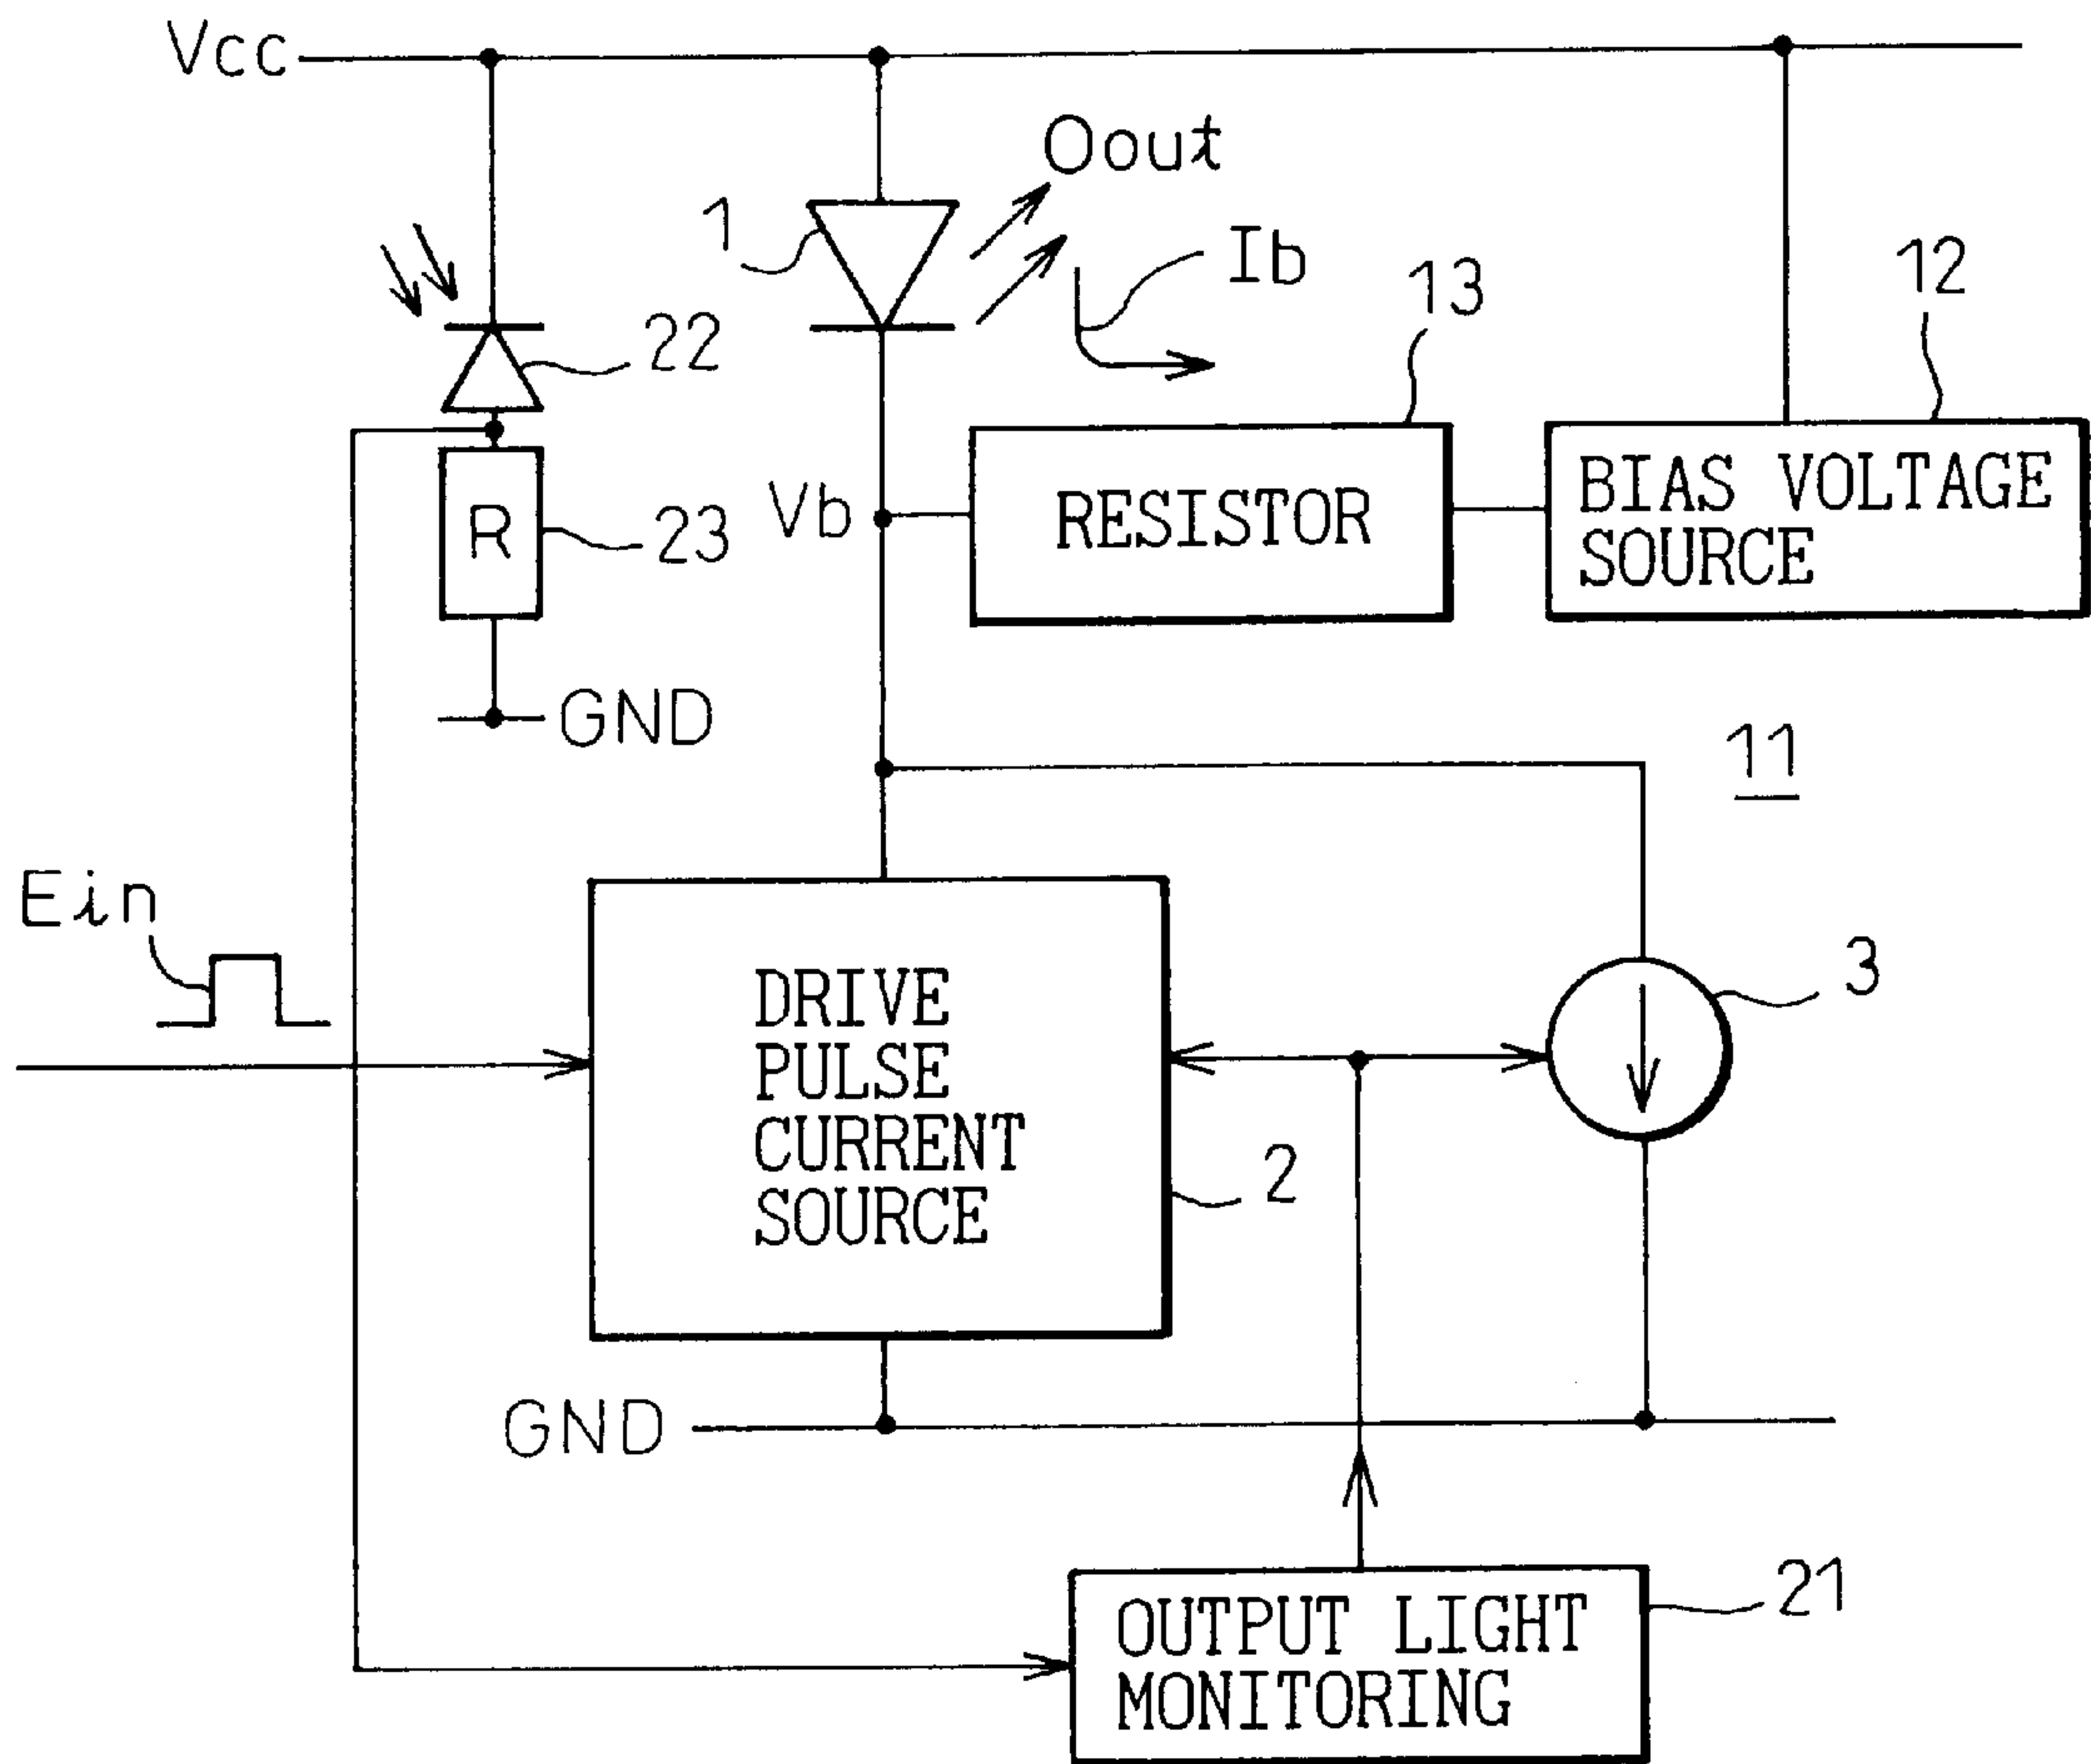 Vcc
Oout
1
Ib
13
12
22
BIAS VOLTAGE
SOURCE
Vb
RESISTOR
R
23
GND
11
Ein
3
DRIVE
PULSE
CURRENT
SOURCE
2
GND
21
OUTPUT LIGHT
MONITORING